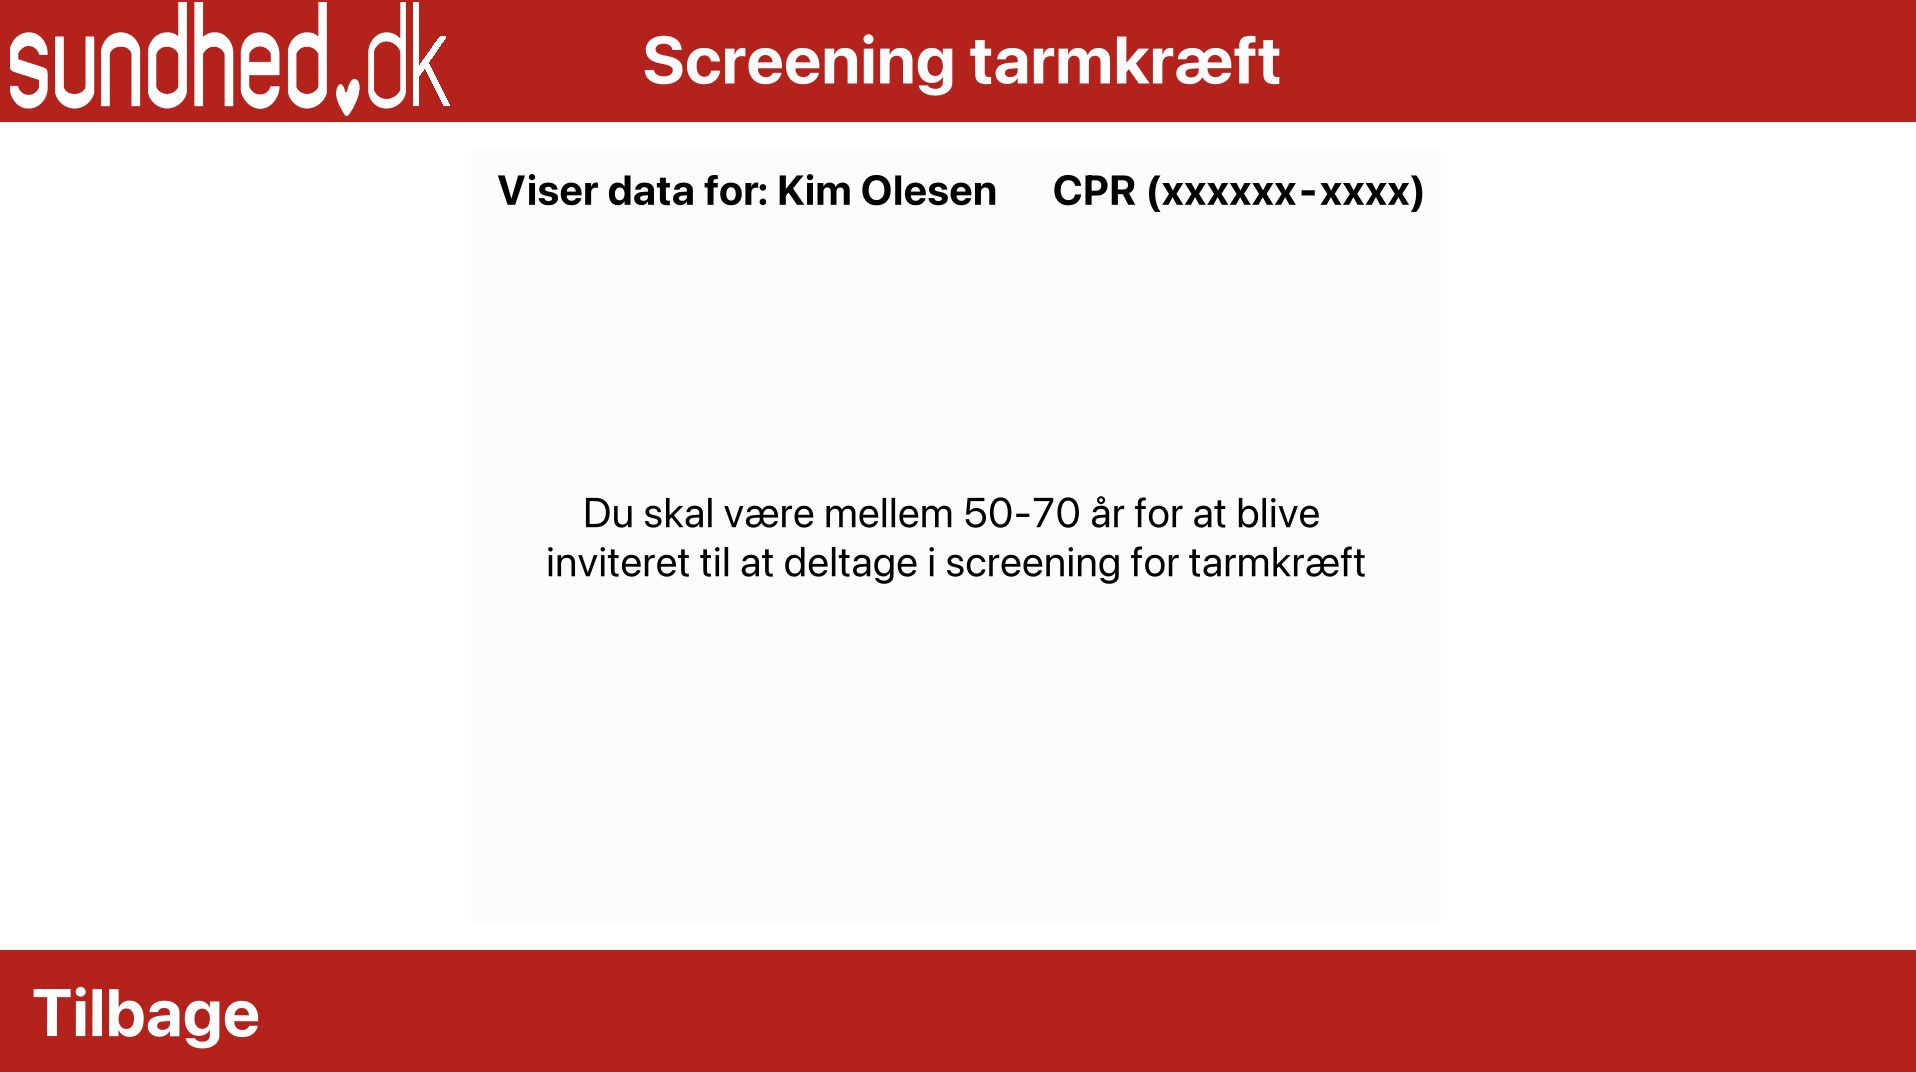 sundhed.dk
Screening tarmkræft
Viser data for: Kim Olesen CPR (xxxxxx-xxxx)
Du skal være mellem 50-70 år for at blive
inviteret til at deltage i screening for tarmkræft
Tilbage